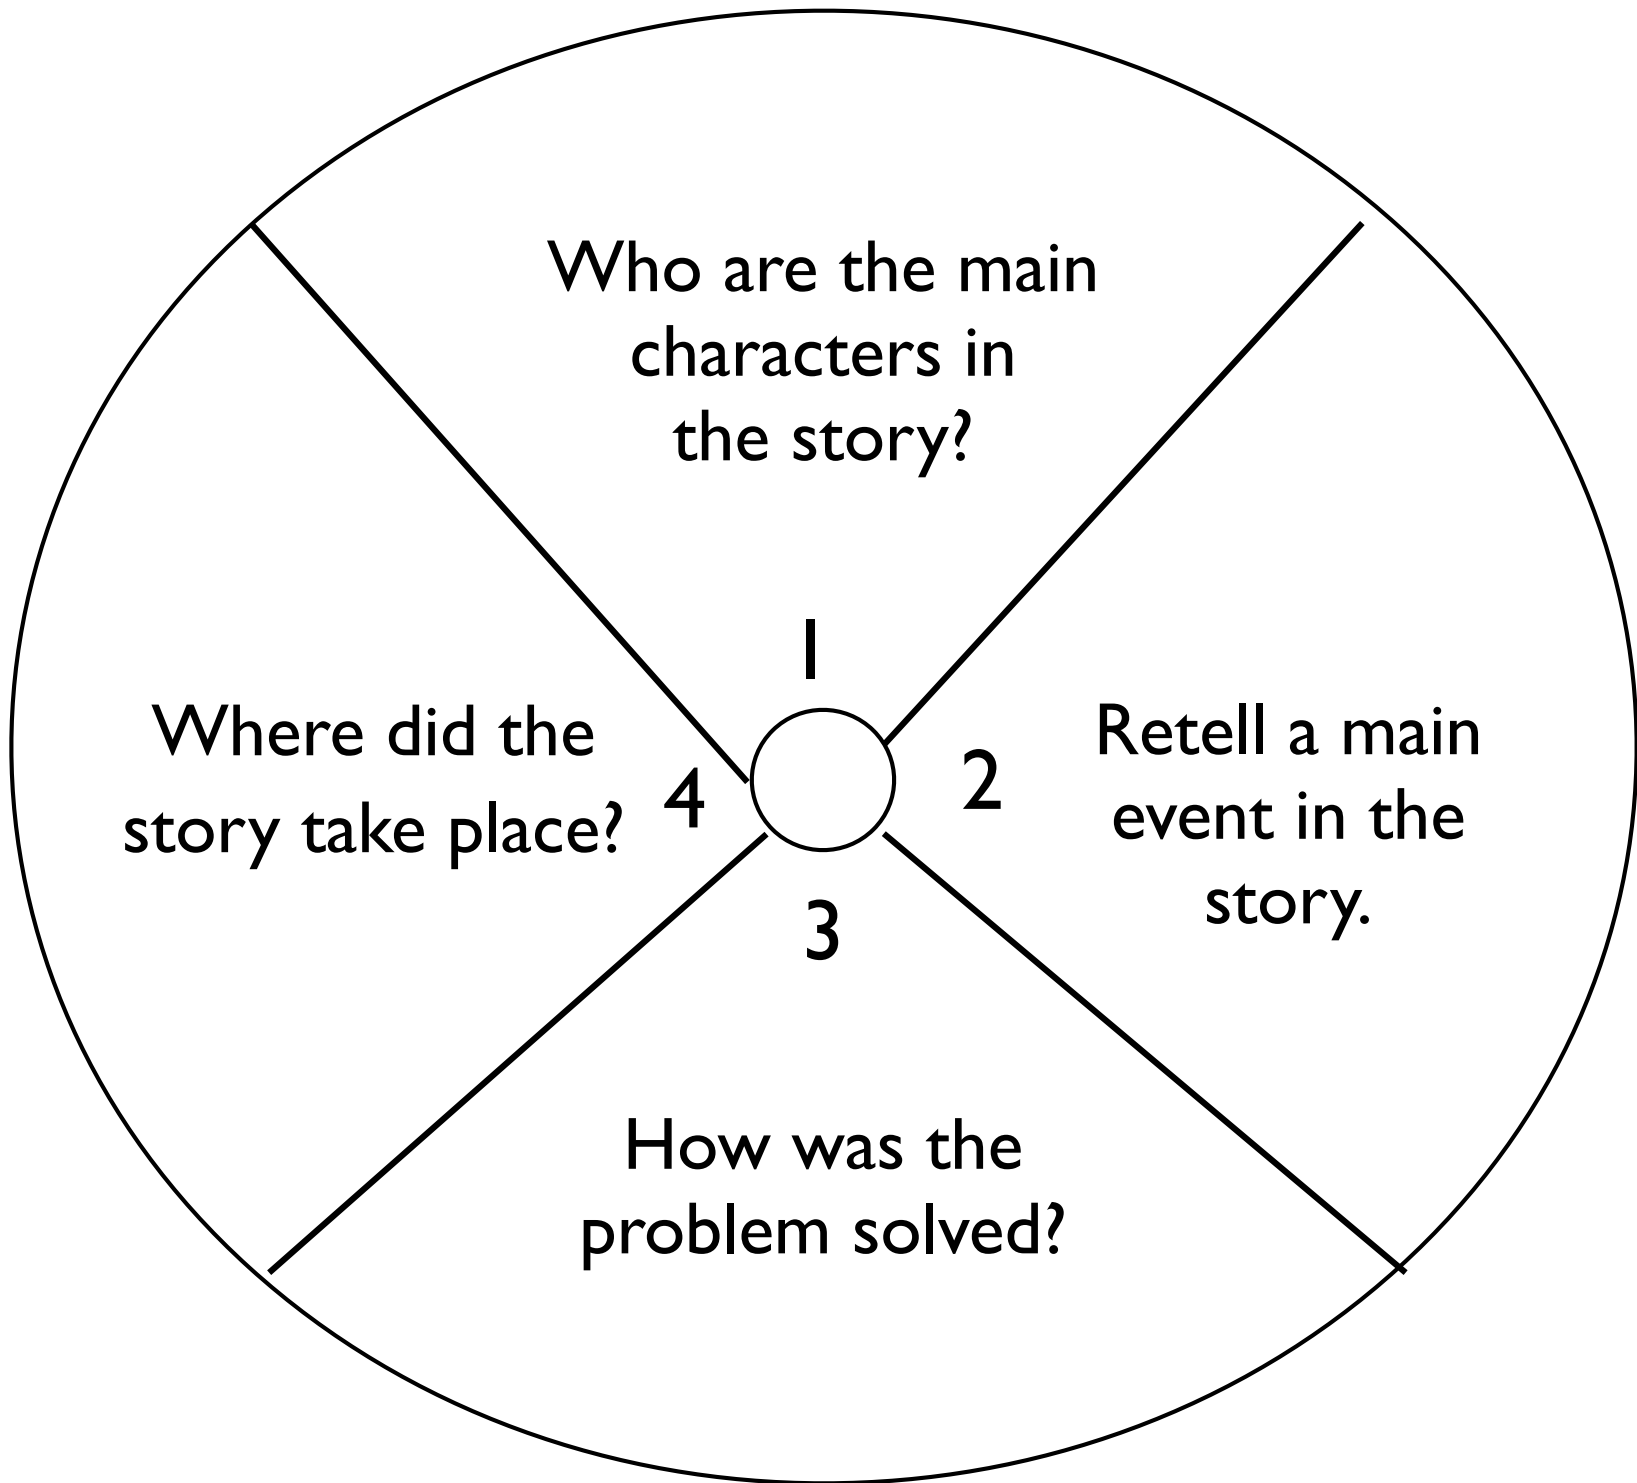 Who are the main
characters in
the story?
1
Retell a main
event in the
story.
2
3
How was the
problem solved?
Where did the
story take place?
4